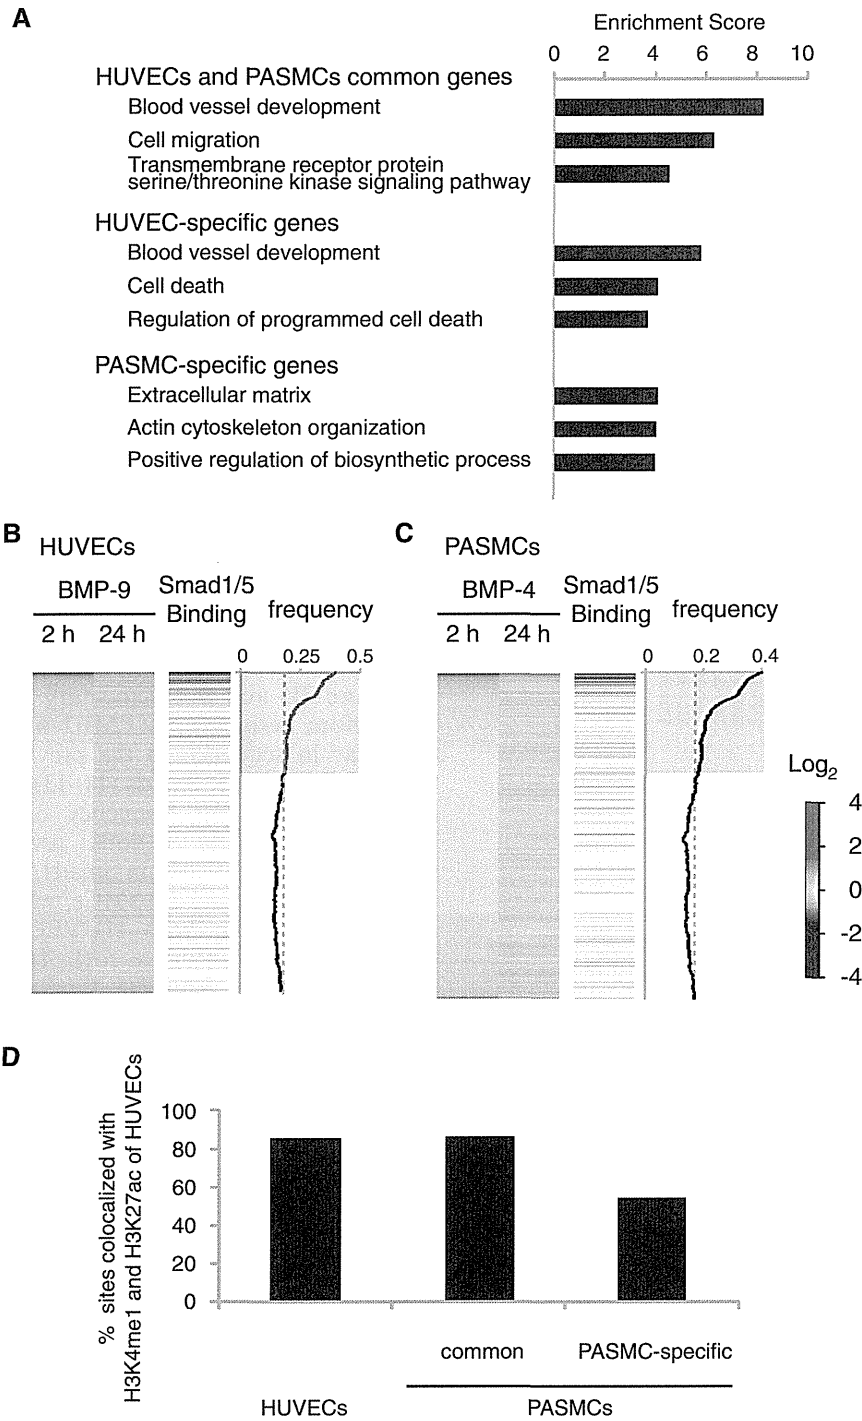 A
Enrichment Score
0 2 4 6 8 10
HUVECs and PASMCs common genes
Blood vessel development
Cell migration
Transmembrane receptor protein
serine/threonine kinase signaling pathway
HUVEC-specific genes
Blood vessel development
Cell death
Regulation of programmed cell death
PASMC-specific genes
Extracellular matrix
Actin cytoskeleton organization
Positive regulation of biosynthetic process
B
HUVECs
BMP-9
2 h 24 h
Smad1/5
Binding
frequency
0 0.25 0.5
C
PASMCs
BMP-4
2 h 24 h
Smad1/5
Binding
frequency
0 0.2 0.4
Log2
4
2
0
-2
-4
D
% sites colocalized with
H3K4me1 and H3K27ac of HUVECs
100
80
60
40
20
0
common PASMC-specific
HUVECs PASMCs